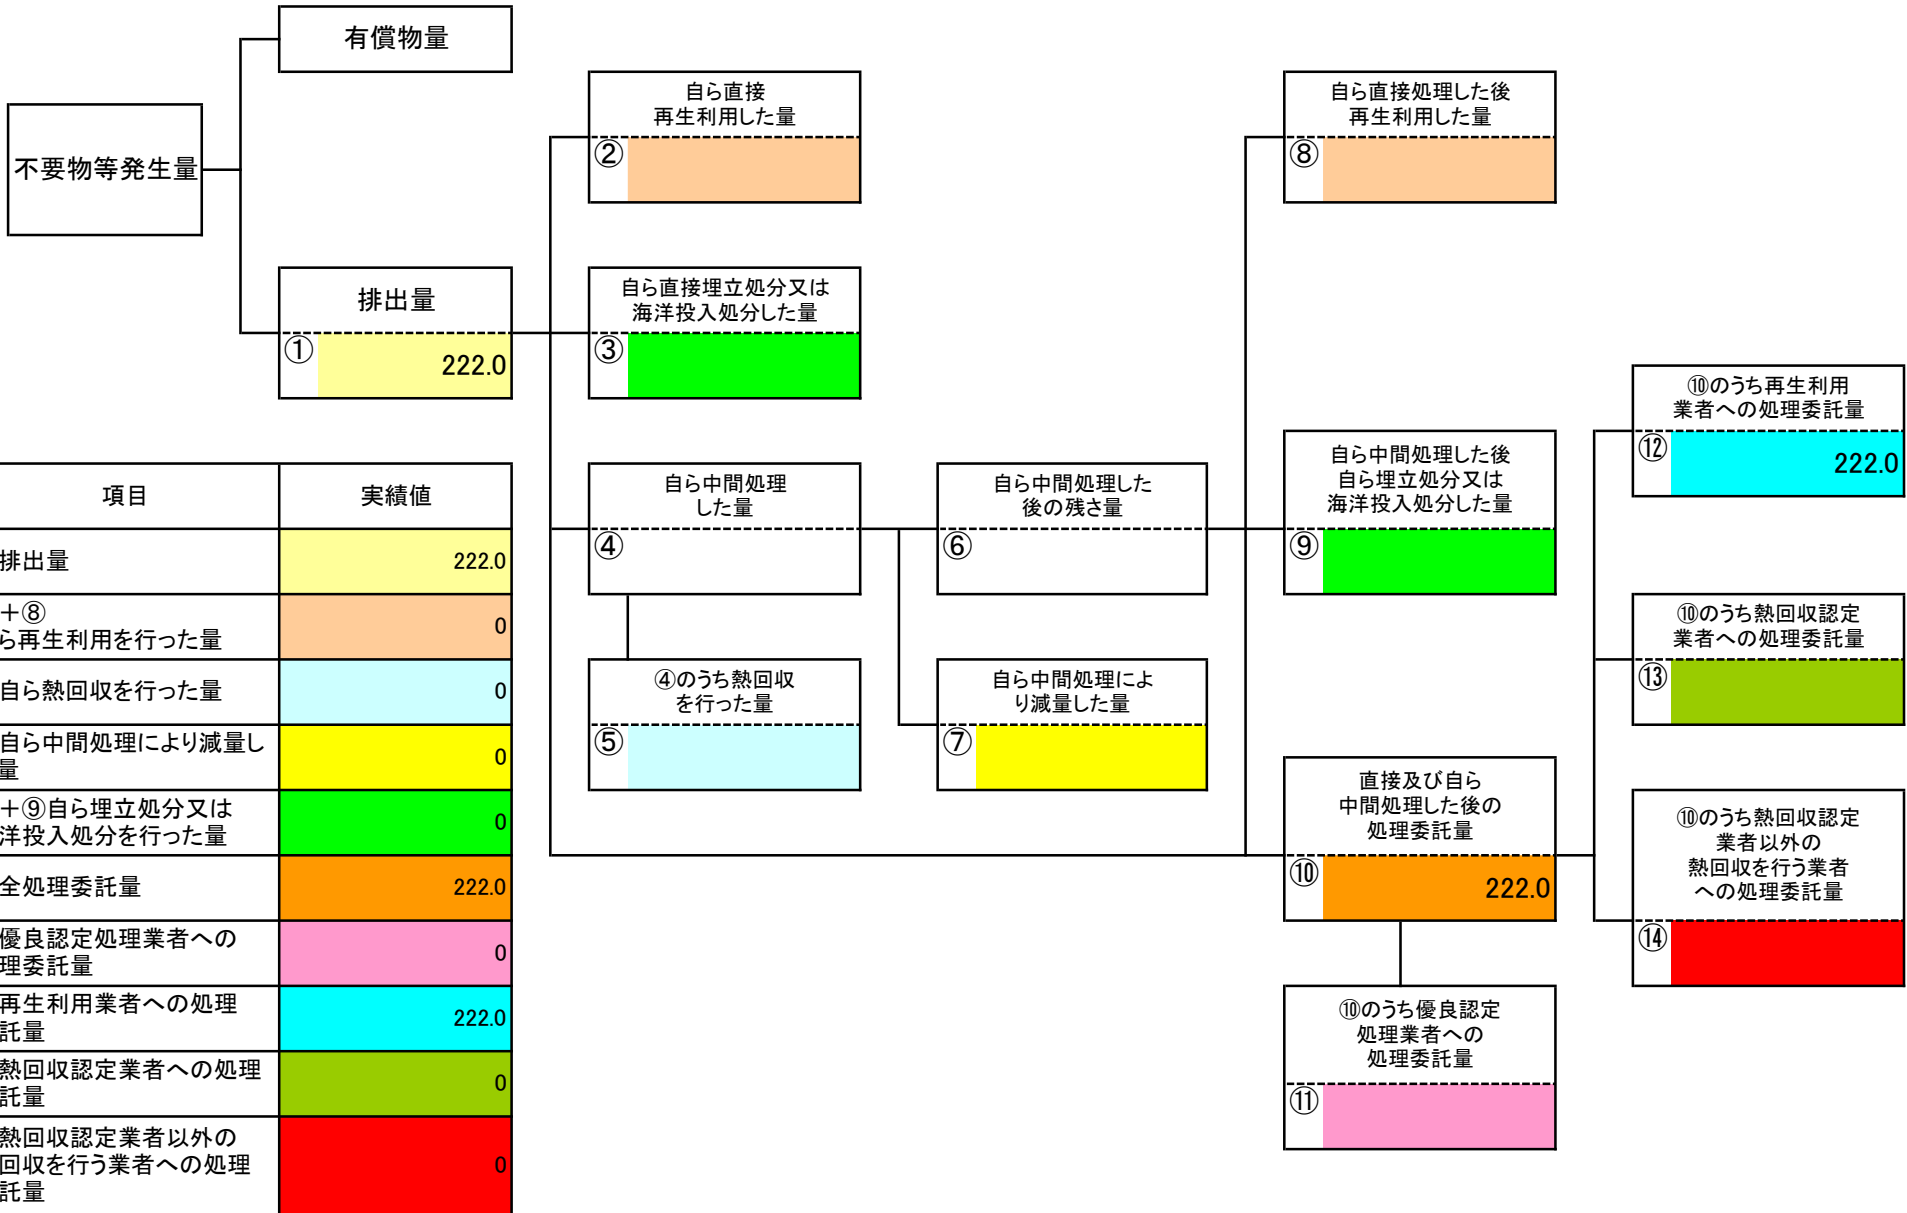 有償物量
不要物等発生量
排出量
①
222.0
自ら直接
再生利用した量
②
自ら直接埋立処分又は
海洋投入処分した量
③
自ら中間処理
した量
④
④のうち熱回収
を行った量
⑤
自ら中間処理した
後の残さ量
⑥
自ら中間処理によ
り減量した量
⑦
自ら直接処理した後
再生利用した量
⑧
自ら中間処理した後
自ら埋立処分又は
海洋投入処分した量
⑨
直接及び自ら
中間処理した後の
処理委託量
⑩
222.0
⑩のうち優良認定
処理業者への
処理委託量
⑪
⑩のうち再生利用
業者への処理委託量
⑫
222.0
⑩のうち熱回収認定
業者への処理委託量
⑬
⑩のうち熱回収認定
業者以外の
熱回収を行う業者
への処理委託量
⑭
項目 実績値
排出量 222.0
＋⑧
ら再生利用を行った量 0
自ら熱回収を行った量 0
自ら中間処理により減量し
量 0
＋⑨自ら埋立処分又は
洋投入処分を行った量 0
全処理委託量 222.0
優良認定処理業者への
理委託量 0
再生利用業者への処理
託量 222.0
熱回収認定業者への処理
託量 0
熱回収認定業者以外の
回収を行う業者への処理
託量 0